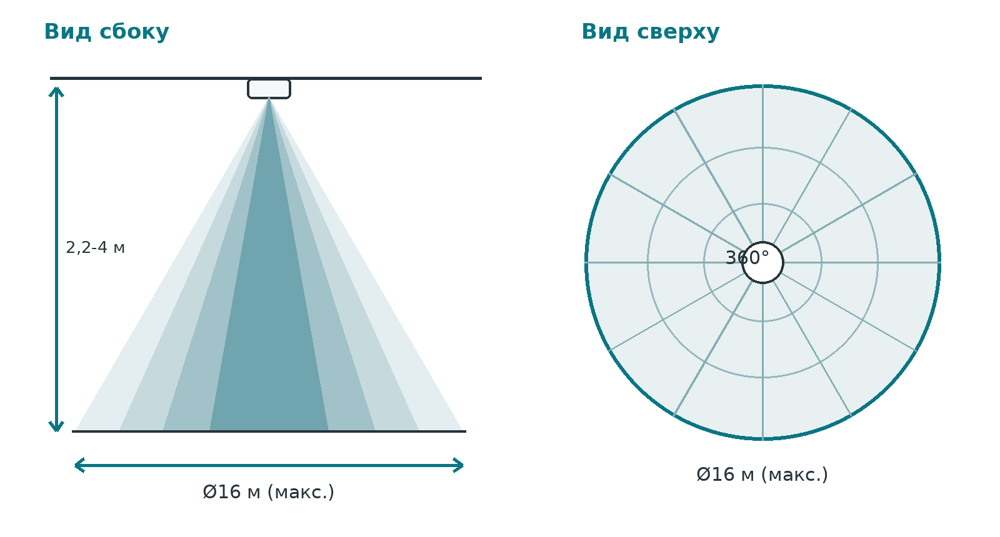 Вид сбоку
Вид сверху
2,2-4 м
360°
Ø16 м (макс.)
Ø16 м (макс.)